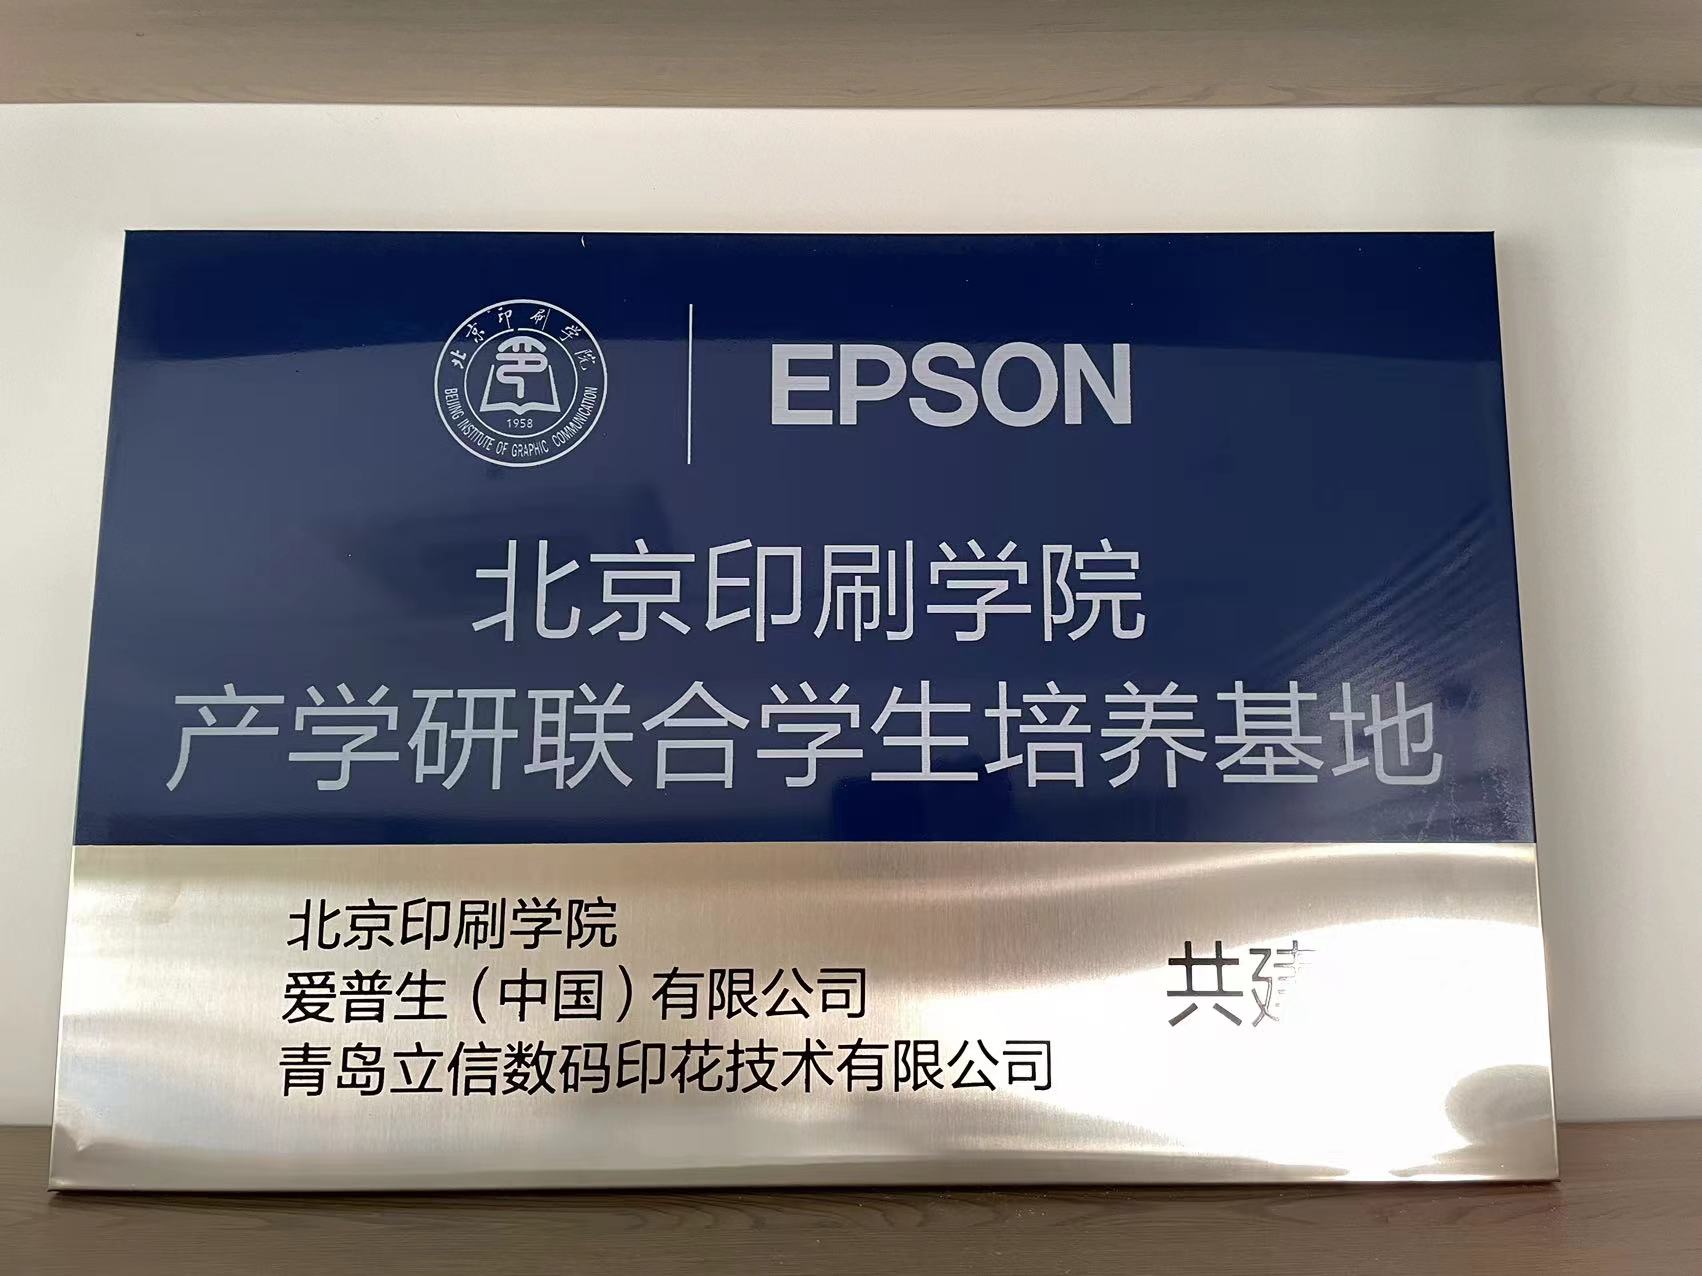 北京印刷学院
BEIJING INSTITUTE OF GRAPHIC COMMUNICATION
1958
EPSON
北京印刷学院
产学研联合学生培养基地
北京印刷学院
爱普生（中国）有限公司
青岛立信数码印花技术有限公司
共建